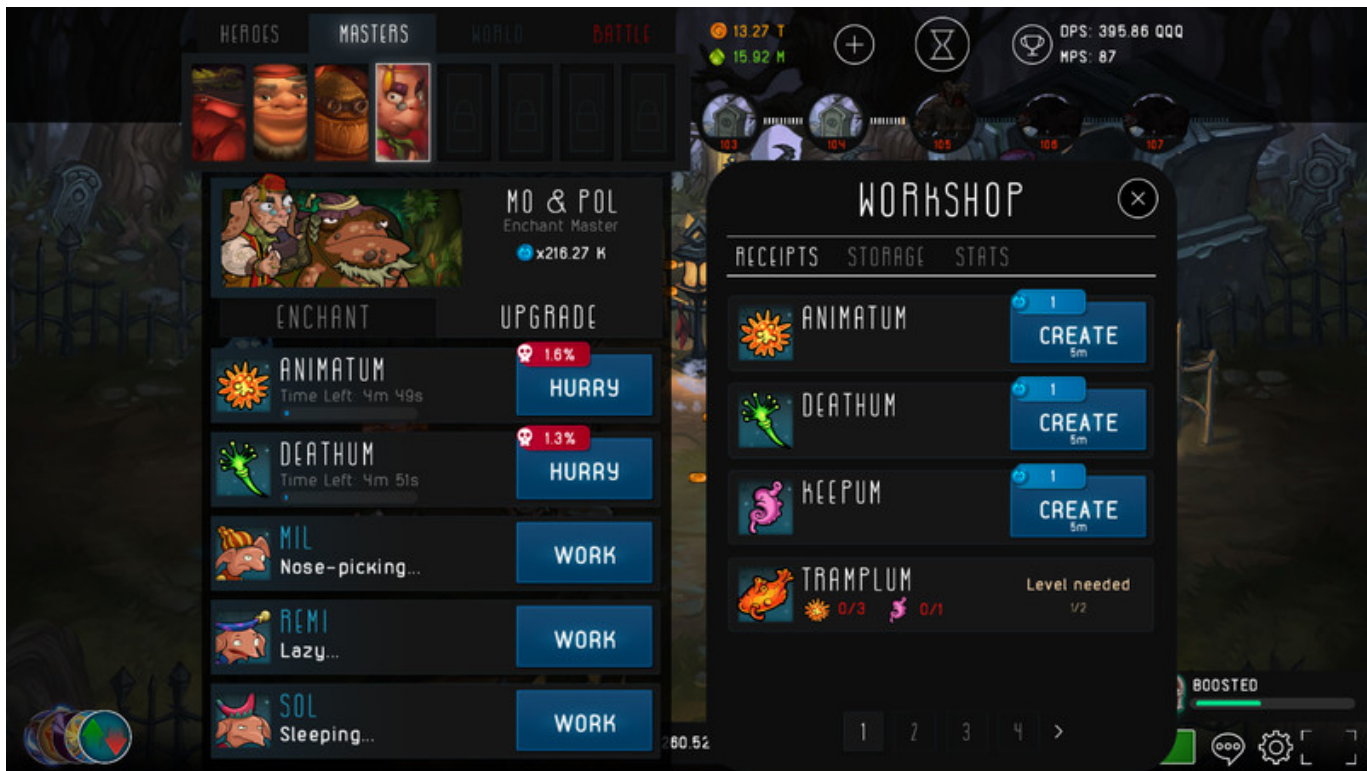 HEROES MASTERS WORLD BATTLE
13.27 T
15.92 M
DPS: 395.86 QQQ
MPS: 87
103 104 105 106 107
MO & POL
Enchant Master
x216.27 K
ENCHANT UPGRADE
ANIMATUM
Time Left: 4m 49s
1.6%
HURRY
DEATHUM
Time Left: 4m 51s
1.3%
HURRY
MIL
Nose-picking...
WORK
REMI
Lazy...
WORK
SOL
Sleeping...
WORK
WORKSHOP
RECEIPTS STORAGE STATS
ANIMATUM
1
CREATE
5m
DEATHUM
1
CREATE
5m
KEEPUM
1
CREATE
5m
TRAMPLUM
0/3 0/1
Level needed
1/2
1 2 3 4 >
BOOSTED
60.52